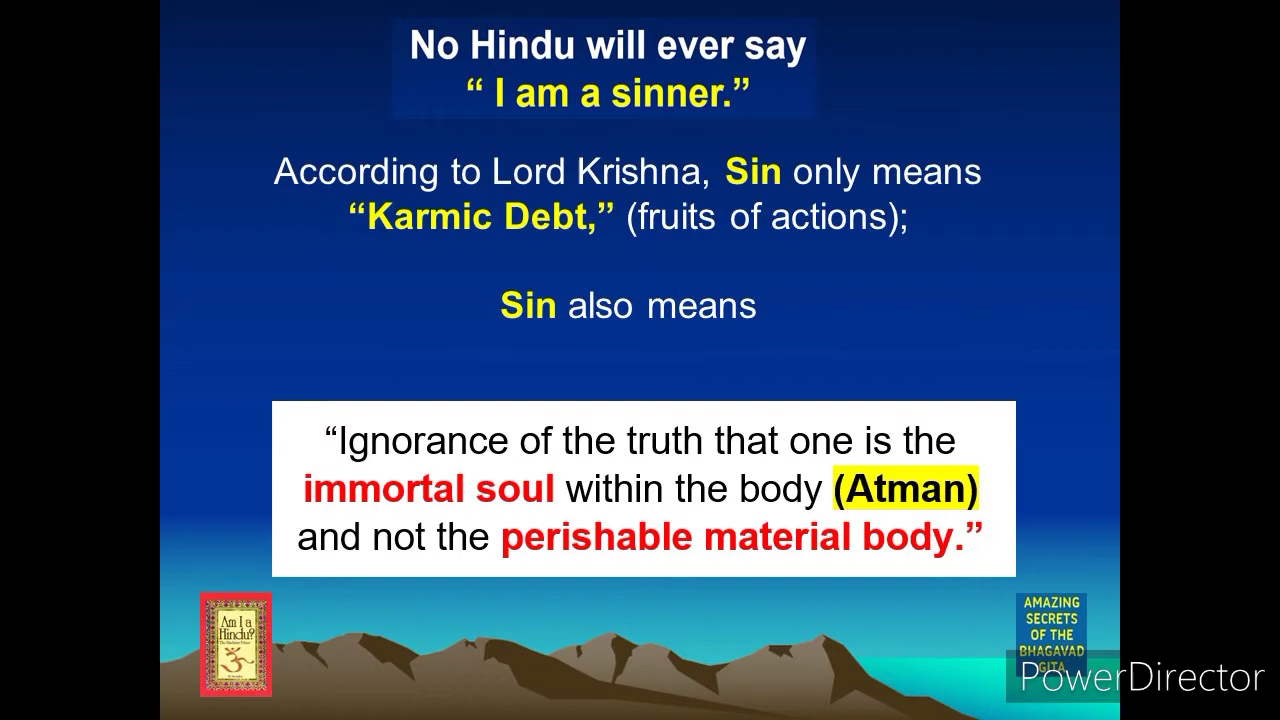 No Hindu will ever say
“ I am a sinner.”
According to Lord Krishna, Sin only means
“Karmic Debt,” (fruits of actions);
Sin also means
“Ignorance of the truth that one is the
immortal soul within the body (Atman)
and not the perishable material body.”
Am I a
Hindu?
AMAZING
SECRETS
OF THE
BHAGAVAD
GITA
PowerDirector